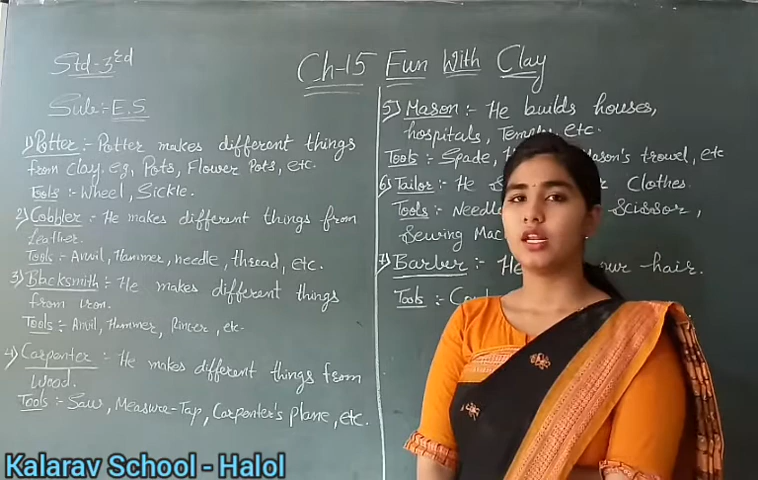 Std-3rd
Ch-15 Fun With Clay
Sub:- E.S.
1) Potter :- Potter makes different things
from clay. eg, Pots, Flower Pots, etc.
Tools :- Wheel, Sickle.
2) Cobbler :- He makes different things from
leather.
Tools :- Anvil, Hammer, needle, thread, etc.
3) Blacksmith :- He makes different things
from iron.
Tools :- Anvil, Hammer, etc.
4) Carpenter :- He makes different things from
Wood.
Tools :- Saw, Measure-Tap, Carpenter's plane, etc.
5) Mason :- He builds houses,
hospitals, Temple, etc.
Tools :- Spade, Mason's trowel, etc
6) Tailor :- He Clothes.
Tools :- Scissor,
Sewing
7) Barber :- hair.
Tools :-
Kalarav School - Halol